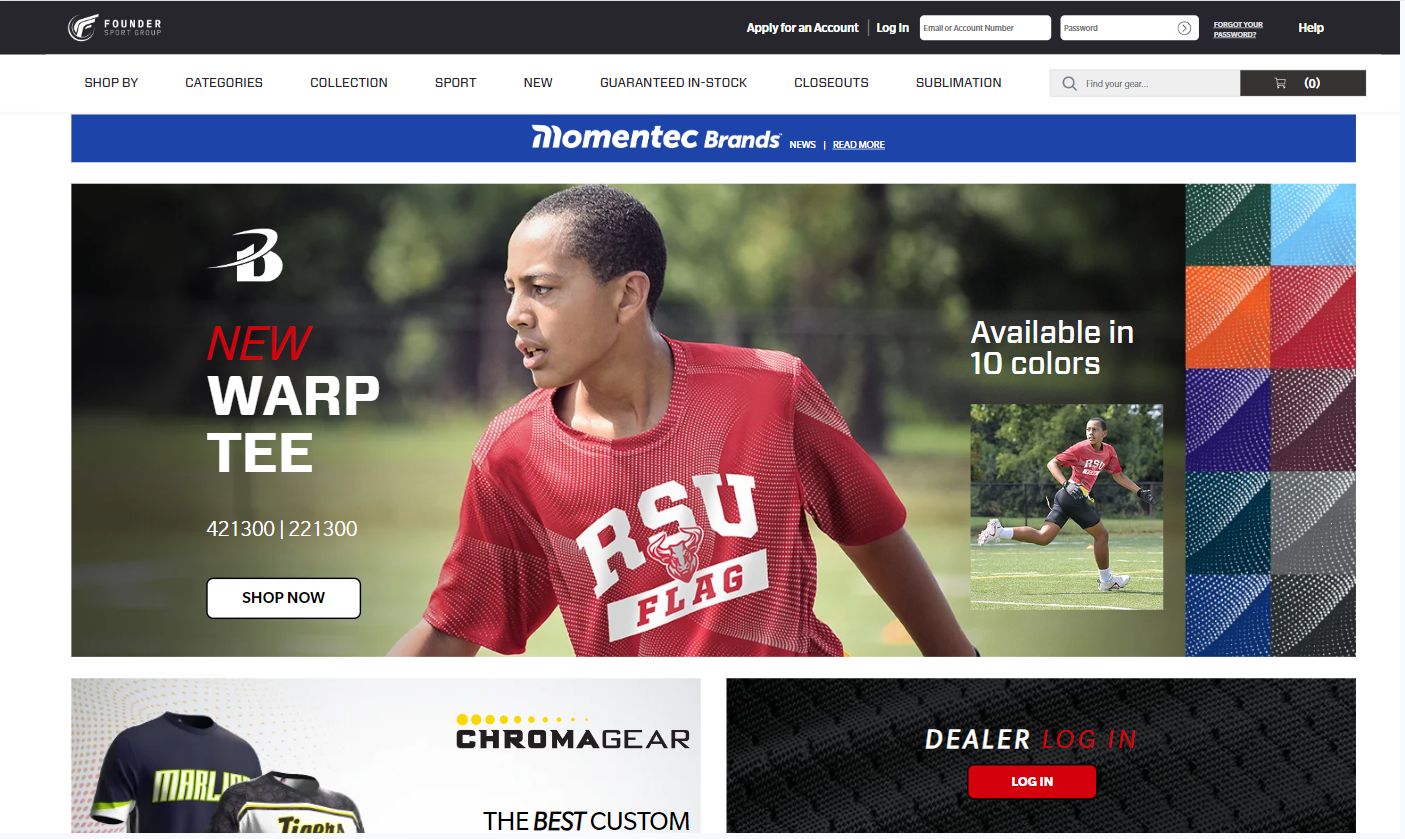 FOUNDER
SPORT GROUP
Apply for an Account | Log In
Email or Account Number
Password
FORGOT YOUR
PASSWORD?
Help
SHOP BY
CATEGORIES
COLLECTION
SPORT
NEW
GUARANTEED IN-STOCK
CLOSEOUTS
SUBLIMATION
Find your gear...
(0)
Momentec Brands NEWS | READ MORE
B
NEW
WARP
TEE
421300 | 221300
SHOP NOW
RSU
FLAG
Available in
10 colors
RSU
CHROMAGEAR
MARLINS
Tigers
THE BEST CUSTOM
DEALER LOG IN
LOG IN